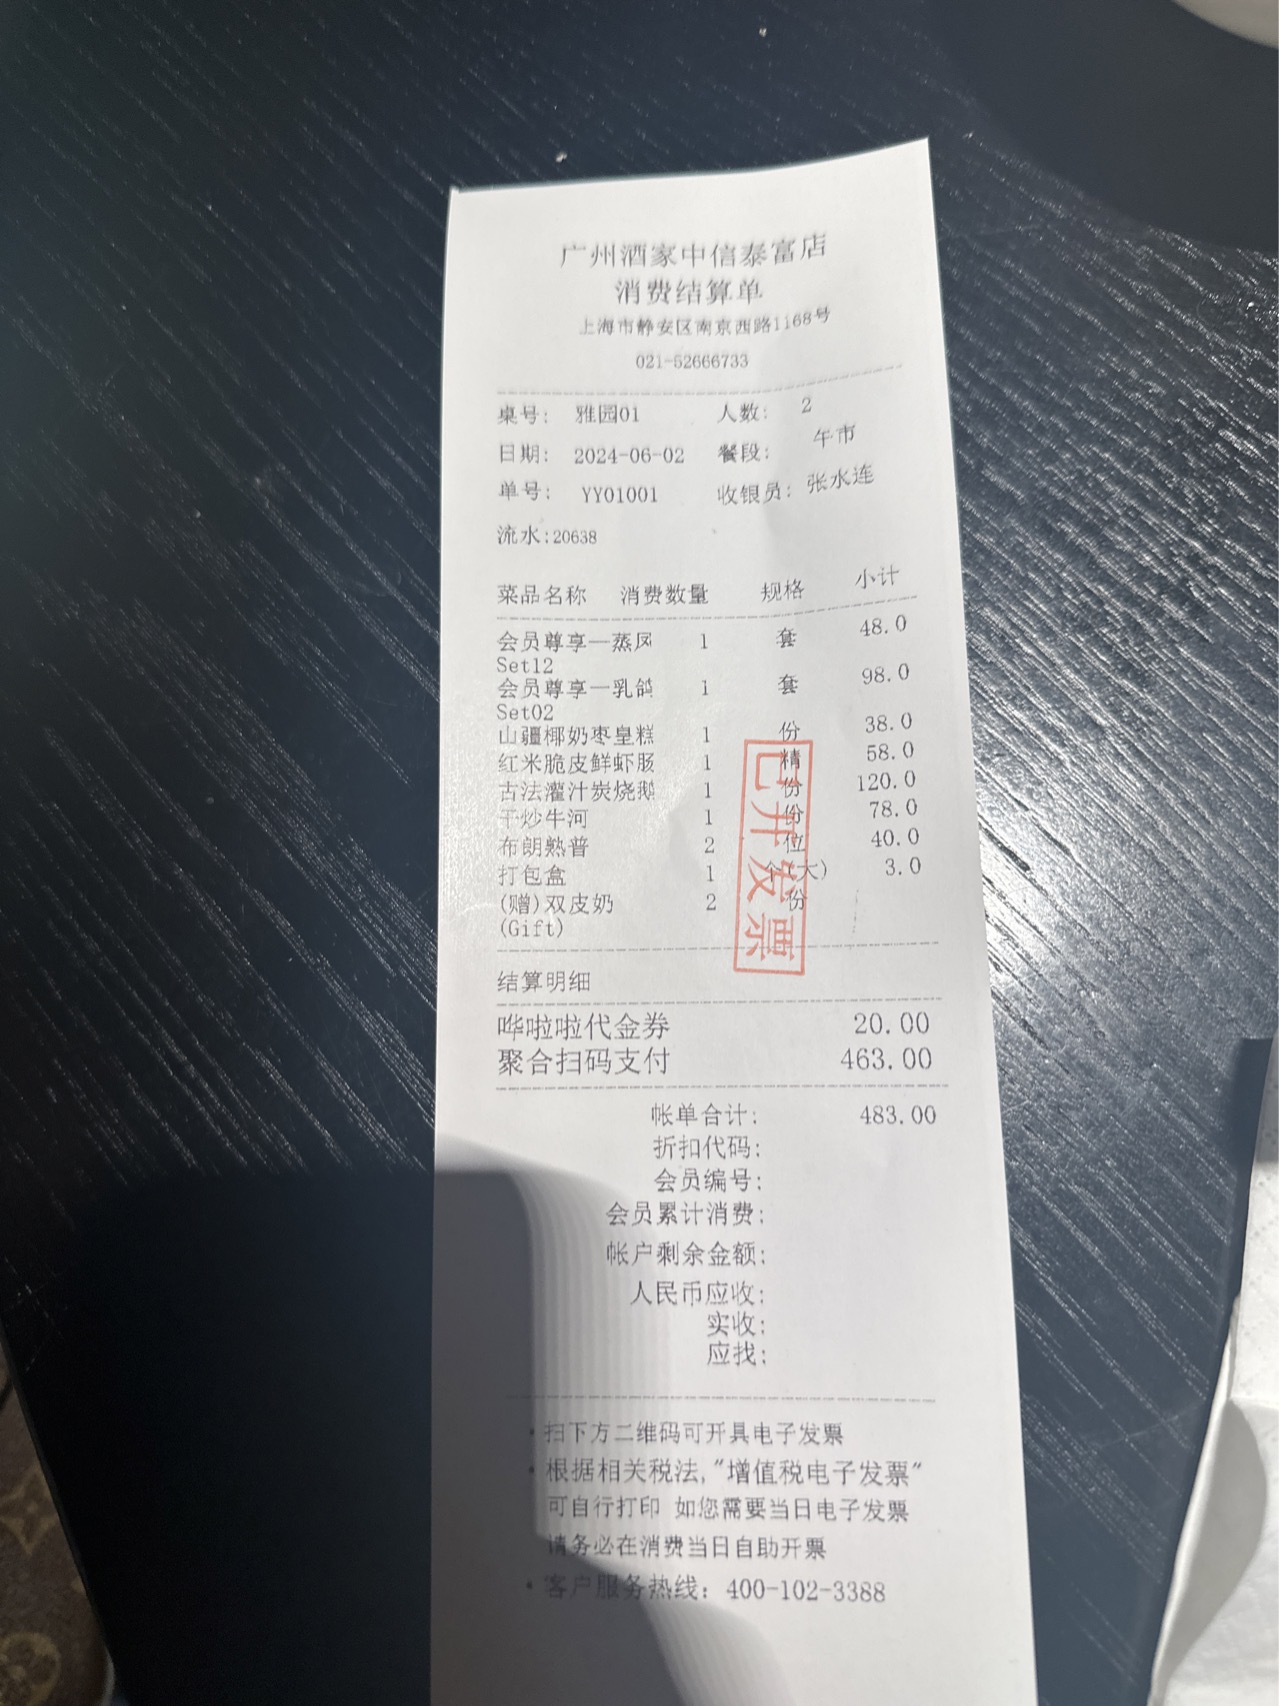 广州酒家中信泰富店
消费结算单
上海市静安区南京西路1168号
021-52666733
桌号: 雅园01 人数: 2
日期: 2024-06-02 餐段: 午市
单号: YY01001 收银员: 张水连
流水:20638
菜品名称 消费数量 规格 小计
会员尊享—蒸凤 1 套 48.0
Set12
会员尊享—乳鸽 1 套 98.0
Set02
山疆椰奶枣皇糕 1 份 38.0
红米脆皮鲜虾肠 1 精 58.0
古法灌汁炭烧鹅 1 份 120.0
干炒牛河 1 份 78.0
布朗熟普 2 位 40.0
打包盒 1 个(大) 3.0
(赠)双皮奶 2 份
(Gift)
已开发票
结算明细
哗啦啦代金券 20.00
聚合扫码支付 463.00
帐单合计: 483.00
折扣代码:
会员编号:
会员累计消费:
帐户剩余金额:
人民币应收:
实收:
应找:
·扫下方二维码可开具电子发票
·根据相关税法,"增值税电子发票"
可自行打印 如您需要当日电子发票
请务必在消费当日自助开票
·客户服务热线: 400-102-3388